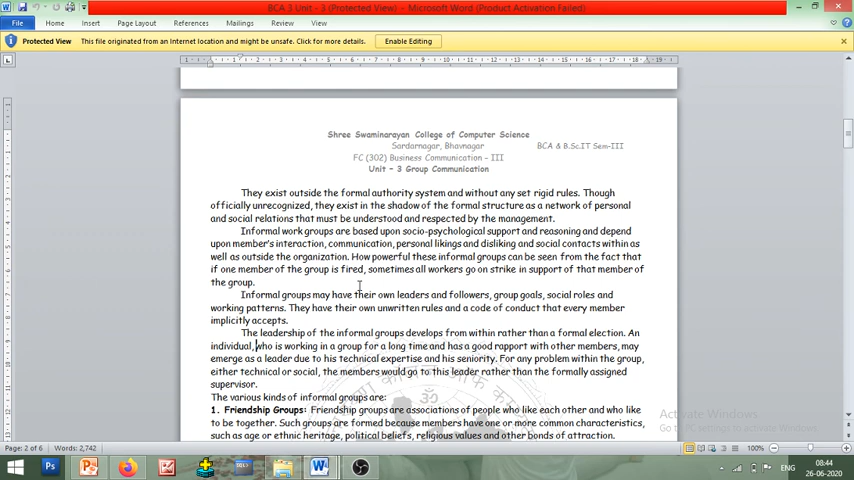 BCA 3 Unit - 3 (Protected View) - Microsoft Word (Product Activation Failed)
File Home Insert Page Layout References Mailings Review View
Protected View This file originated from an Internet location and might be unsafe. Click for more details. Enable Editing
Shree Swaminarayan College of Computer Science
Sardarnagar, Bhavnagar BCA & B.Sc.IT Sem-III
FC (302) Business Communication - III
Unit – 3 Group Communication
They exist outside the formal authority system and without any set rigid rules. Though
officially unrecognized, they exist in the shadow of the formal structure as a network of personal
and social relations that must be understood and respected by the management.
Informal work groups are based upon socio-psychological support and reasoning and depend
upon member's interaction, communication, personal likings and disliking and social contacts within as
well as outside the organization. How powerful these informal groups can be seen from the fact that
if one member of the group is fired, sometimes all workers go on strike in support of that member of
the group.
Informal groups may have their own leaders and followers, group goals, social roles and
working patterns. They have their own unwritten rules and a code of conduct that every member
implicitly accepts.
The leadership of the informal groups develops from within rather than a formal election. An
individual, who is working in a group for a long time and has a good rapport with other members, may
emerge as a leader due to his technical expertise and his seniority. For any problem within the group,
either technical or social, the members would go to this leader rather than the formally assigned
supervisor.
The various kinds of informal groups are:
1. Friendship Groups: Friendship groups are associations of people who like each other and who like
to be together. Such groups are formed because members have one or more common characteristics,
such as age or ethnic heritage, political beliefs, religious values and other bonds of attraction.
Activate Windows
Go to PC settings to activate Windows.
Page: 2 of 6 Words: 2,742 100%
ENG 08:44
26-06-2020